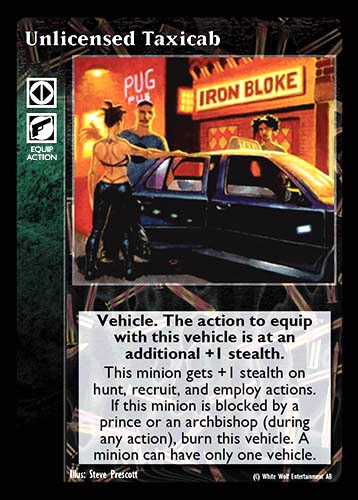 Unlicensed Taxicab
EQUIP
ACTION
PUG
IRON BLOKE
TAXI
Vehicle. The action to equip
with this vehicle is at an
additional +1 stealth.
This minion gets +1 stealth on
hunt, recruit, and employ actions.
If this minion is blocked by a
prince or an archbishop (during
any action), burn this vehicle. A
minion can have only one vehicle.
Illus: Steve Prescott
(C) White Wolf Entertainment AB